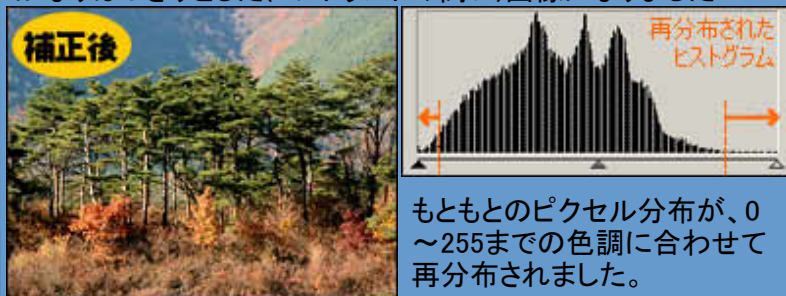 補正後
再分布された
ヒストグラム
もともとのピクセル分布が、0
～255までの色調に合わせて
再分布されました。